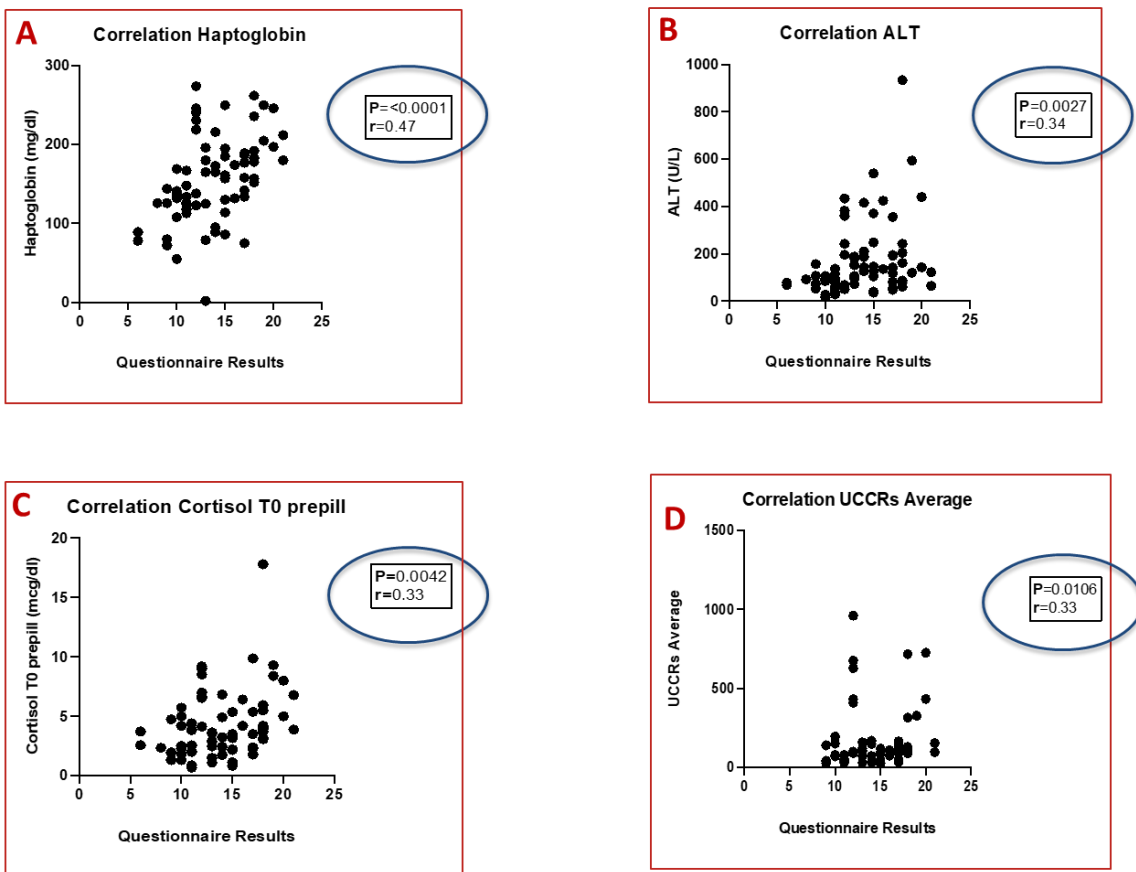 A
Correlation Haptoglobin
Haptoglobin (mg/dl)
300
200
100
0
0 5 10 15 20 25
Questionnaire Results
P=<0.0001
r=0.47
B
Correlation ALT
ALT (U/L)
1000
800
600
400
200
0
0 5 10 15 20 25
Questionnaire Results
P=0.0027
r=0.34
C
Correlation Cortisol T0 prepill
Cortisol T0 prepill (mcg/dl)
20
15
10
5
0
0 5 10 15 20 25
Questionnaire Results
P=0.0042
r=0.33
D
Correlation UCCRs Average
UCCRs Average
1500
1000
500
0
0 5 10 15 20 25
Questionnaire Results
P=0.0106
r=0.33